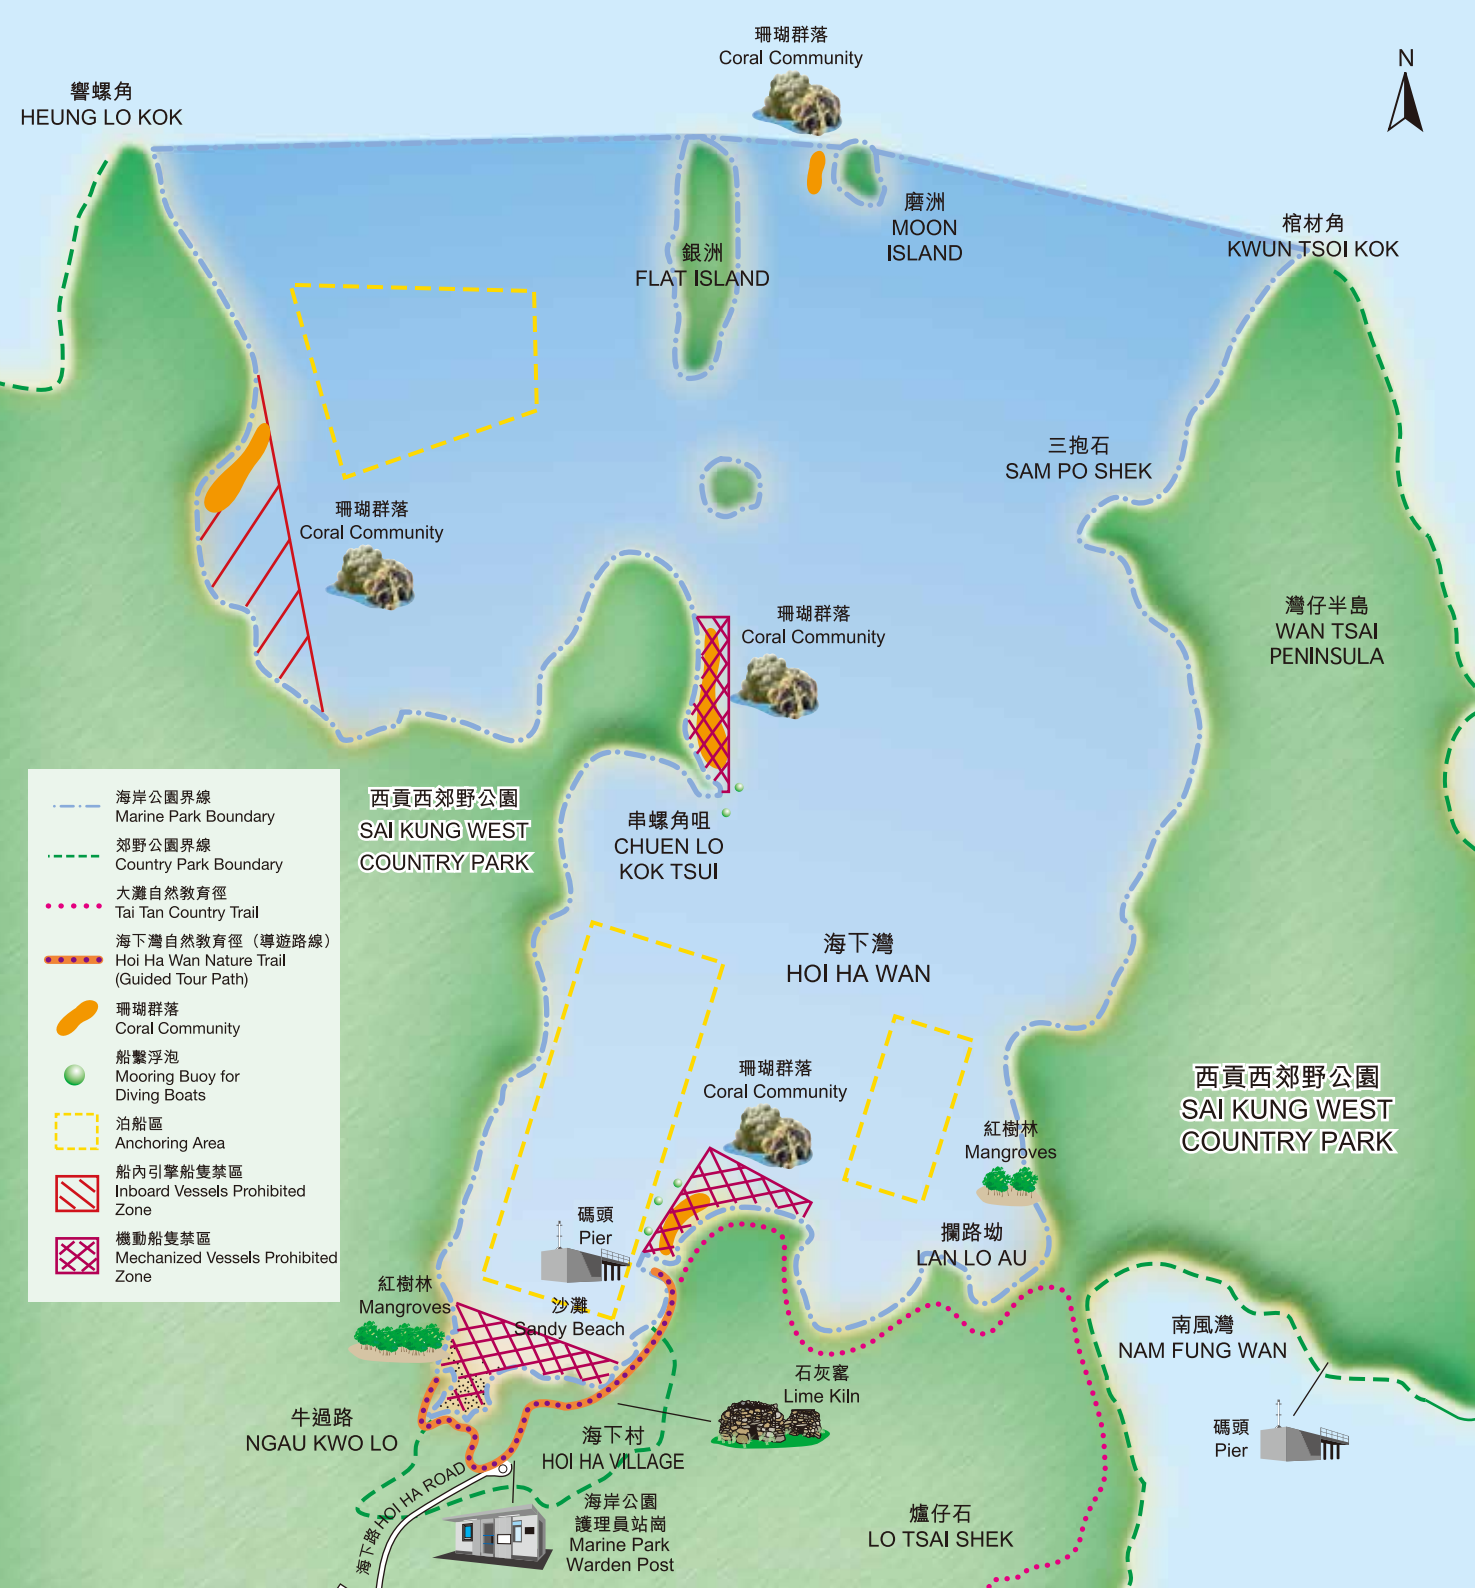 珊瑚群落
Coral Community
N
響螺角
HEUNG LO KOK
磨洲
MOON
ISLAND
棺材角
KWUN TSOI KOK
銀洲
FLAT ISLAND
三抱石
SAM PO SHEK
珊瑚群落
Coral Community
珊瑚群落
Coral Community
灣仔半島
WAN TSAI
PENINSULA
西貢西郊野公園
SAI KUNG WEST
COUNTRY PARK
串螺角咀
CHUEN LO
KOK TSUI
海岸公園界線
Marine Park Boundary
郊野公園界線
Country Park Boundary
大灘自然教育徑
Tai Tan Country Trail
海下灣自然教育徑（導遊路線）
Hoi Ha Wan Nature Trail
(Guided Tour Path)
珊瑚群落
Coral Community
船繫浮泡
Mooring Buoy for
Diving Boats
泊船區
Anchoring Area
船內引擎船隻禁區
Inboard Vessels Prohibited
Zone
機動船隻禁區
Mechanized Vessels Prohibited
Zone
海下灣
HOI HA WAN
珊瑚群落
Coral Community
西貢西郊野公園
SAI KUNG WEST
COUNTRY PARK
紅樹林
Mangroves
碼頭
Pier
攔路坳
LAN LO AU
紅樹林
Mangroves
沙灘
Sandy Beach
南風灣
NAM FUNG WAN
石灰窰
Lime Kiln
牛過路
NGAU KWO LO
海下村
HOI HA VILLAGE
碼頭
Pier
海下路 HOI HA ROAD
海岸公園
護理員站崗
Marine Park
Warden Post
爐仔石
LO TSAI SHEK